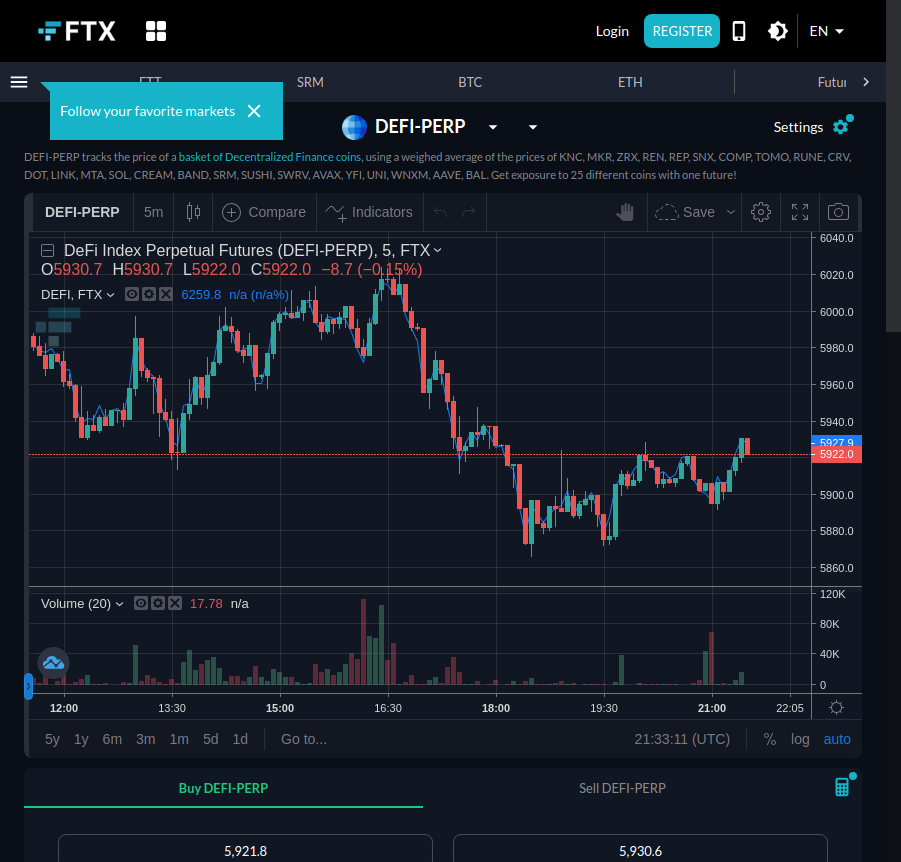 FTX
Login
REGISTER
EN
FTT
SRM
BTC
ETH
Futur
Follow your favorite markets
DEFI-PERP
Settings
DEFI-PERP tracks the price of a basket of Decentralized Finance coins, using a weighed average of the prices of KNC, MKR, ZRX, REN, REP, SNX, COMP, TOMO, RUNE, CRV,
DOT, LINK, MTA, SOL, CREAM, BAND, SRM, SUSHI, SWRV, AVAX, YFI, UNI, WNXM, AAVE, BAL. Get exposure to 25 different coins with one future!
DEFI-PERP 5m Compare Indicators Save
DeFi Index Perpetual Futures (DEFI-PERP), 5, FTX
O5930.7 H5930.7 L5922.0 C5922.0 −8.7 (−0.15%)
DEFI, FTX 6259.8 n/a (n/a%)
6040.0
6020.0
6000.0
5980.0
5960.0
5940.0
5927.9
5922.0
5900.0
5880.0
5860.0
Volume (20) 17.78 n/a
120K
80K
40K
0
12:00 13:30 15:00 16:30 18:00 19:30 21:00 22:05
5y 1y 6m 3m 1m 5d 1d Go to... 21:33:11 (UTC) % log auto
Buy DEFI-PERP
Sell DEFI-PERP
5,921.8
5,930.6